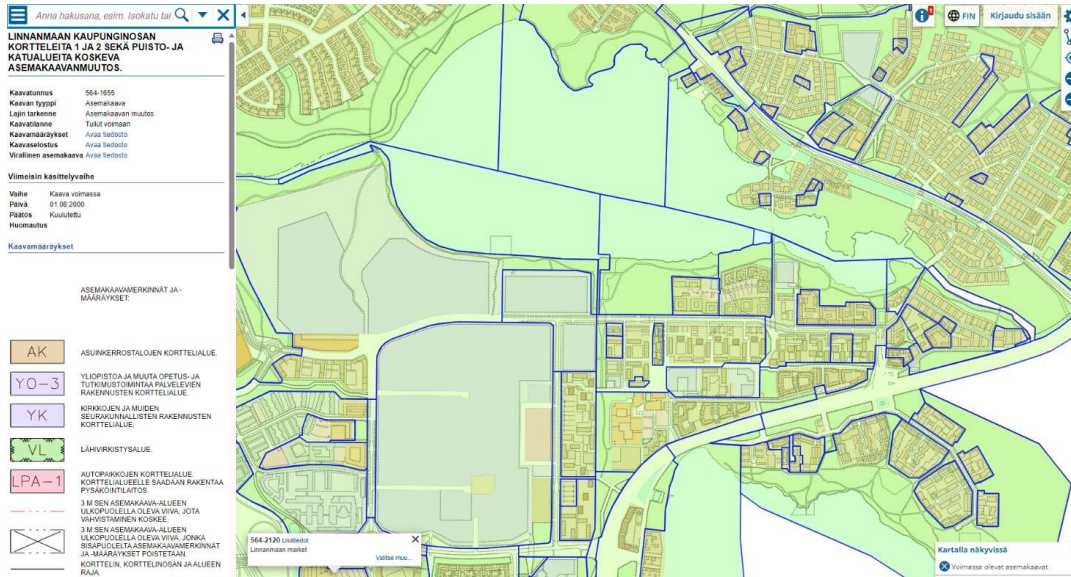 Anna hakusana, esim. Isokatu tai
LINNANMAAN KAUPUNGINOSAN
KORTTELEITA 1 JA 2 SEKÄ PUISTO- JA
KATUALUEITA KOSKEVA
ASEMAKAAVANMUUTOS.
Kaavatunnus 564-1655
Kaavan tyyppi Asemakaava
Lajin tarkenne Asemakaavan muutos
Kaavatilanne Tullut voimaan
Kaavamääräykset Avaa tiedosto
Kaavaselostus Avaa tiedosto
Virallinen asemakaava Avaa tiedosto
Viimeisin käsittelyvaihe
Vaihe Kaava voimassa
Päivä 01.08.2000
Päätös Kuulutettu
Huomautus
Kaavamääräykset
ASEMAKAAVAMERKINNÄT JA -
MÄÄRÄYKSET:
AK ASUINKERROSTALOJEN KORTTELIALUE.
YO-3 YLIOPISTOA JA MUUTA OPETUS- JA
TUTKIMUSTOIMINTAA PALVELEVIEN
RAKENNUSTEN KORTTELIALUE
YK KIRKKOJEN JA MUIDEN
SEURAKUNNALLISTEN RAKENNUSTEN
KORTTELIALUE.
VL LÄHIVIRKISTYSALUE.
LPA-1 AUTOPAIKKOJEN KORTTELIALUE.
KORTTELIALUEELLE SAADAAN RAKENTAA
PYSÄKÖINTILAITOS.
3 M SEN ASEMAKAAVA-ALUEEN
ULKOPUOLELLA OLEVA VIIVA, JOTA
VAHVISTAMINEN KOSKEE.
3 M SEN ASEMAKAAVA-ALUEEN
ULKOPUOLELLA OLEVA VIIVA, JONKA
SISÄPUOLELTA ASEMAKAAVAMERKINNÄT
JA -MÄÄRÄYKSET POISTETAAN.
KORTTELIN, KORTTELINOSAN JA ALUEEN
RAJA
1
FIN
Kirjaudu sisään
564-2120 Lisätiedot
Linnanmaan market
Valitse muu...
Kartalla näkyvissä
Voimassa olevat asemakaavat